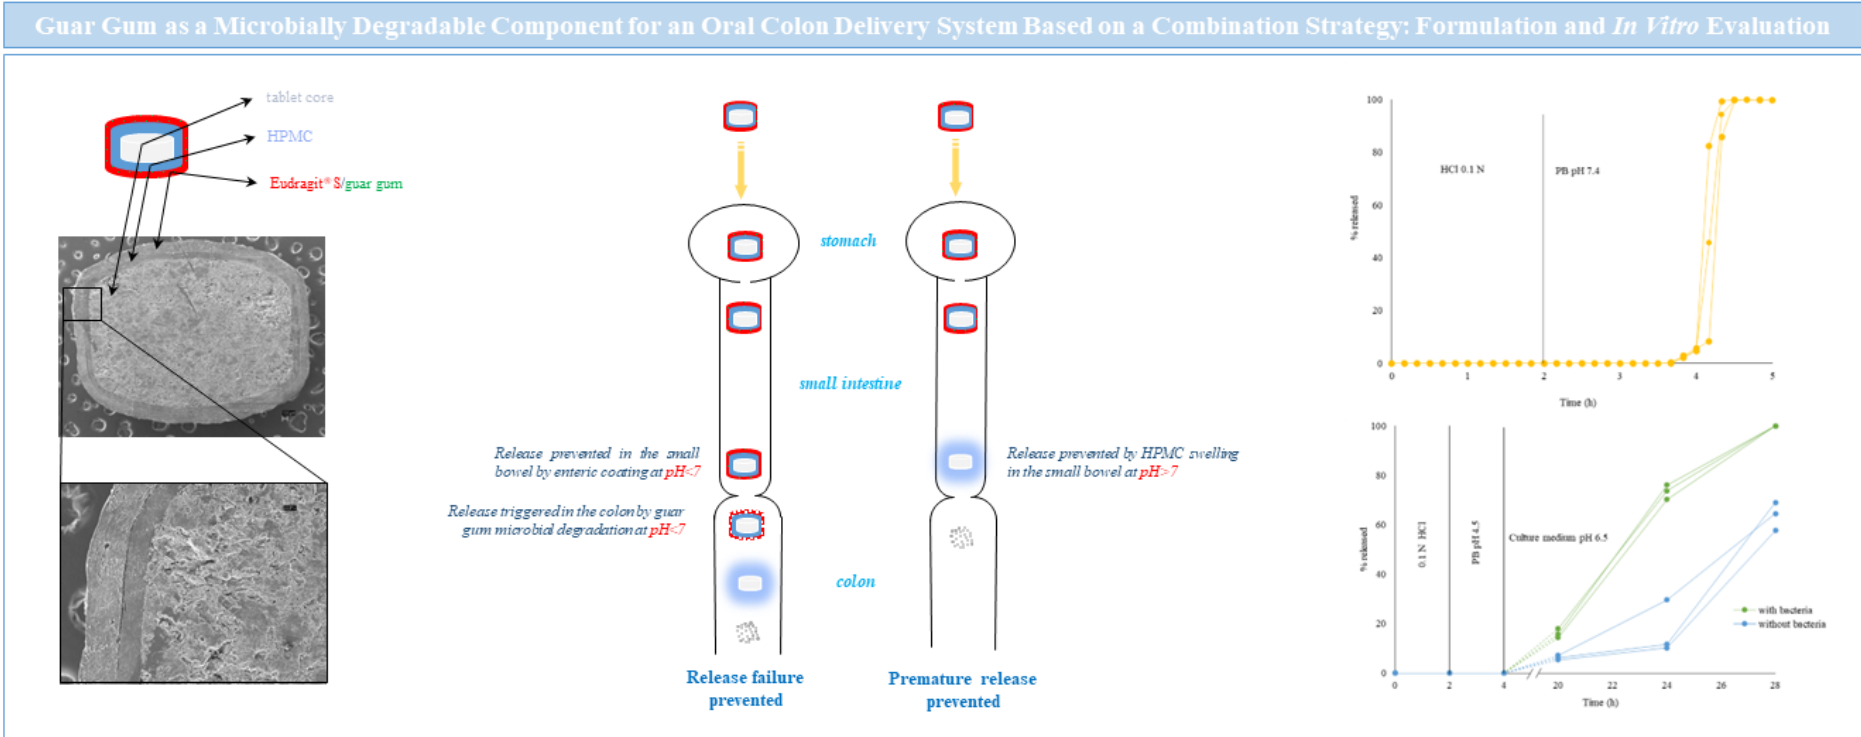 Guar Gum as a Microbially Degradable Component for an Oral Colon Delivery System Based on a Combination Strategy: Formulation and In Vitro Evaluation
tablet core
HPMC
Eudragit® S/guar gum
stomach
small intestine
Release prevented in the small
bowel by enteric coating at pH<7
Release triggered in the colon by guar
gum microbial degradation at pH<7
Release prevented by HPMC swelling
in the small bowel at pH>7
colon
Release failure
prevented
Premature release
prevented
100
80
60
40
20
0
% released
HCl 0.1 N
PB pH 7.4
0 1 2 3 4 5
Time (h)
100
80
60
40
20
0
% released
0.1 N HCl
PB pH 4.5
Culture medium pH 6.5
with bacteria
without bacteria
0 2 4 20 22 24 26 28
Time (h)